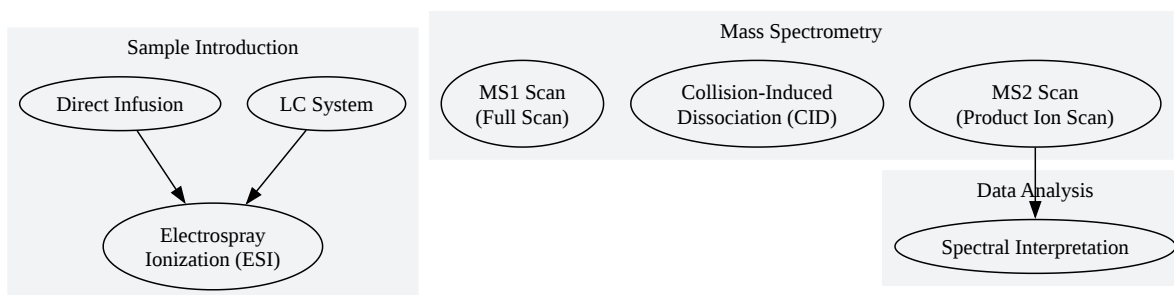 Sample Introduction
Direct Infusion
LC System
Electrospray
Ionization (ESI)
Mass Spectrometry
MS1 Scan
(Full Scan)
Collision-Induced
Dissociation (CID)
MS2 Scan
(Product Ion Scan)
Data Analysis
Spectral Interpretation